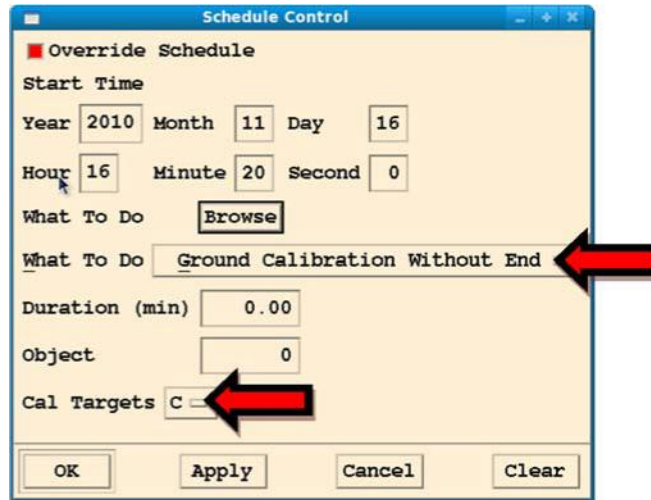 Schedule Control
Override Schedule
Start Time
Year 2010 Month 11 Day 16
Hour 16 Minute 20 Second 0
What To Do Browse
What To Do Ground Calibration Without End
Duration (min) 0.00
Object 0
Cal Targets C
OK Apply Cancel Clear